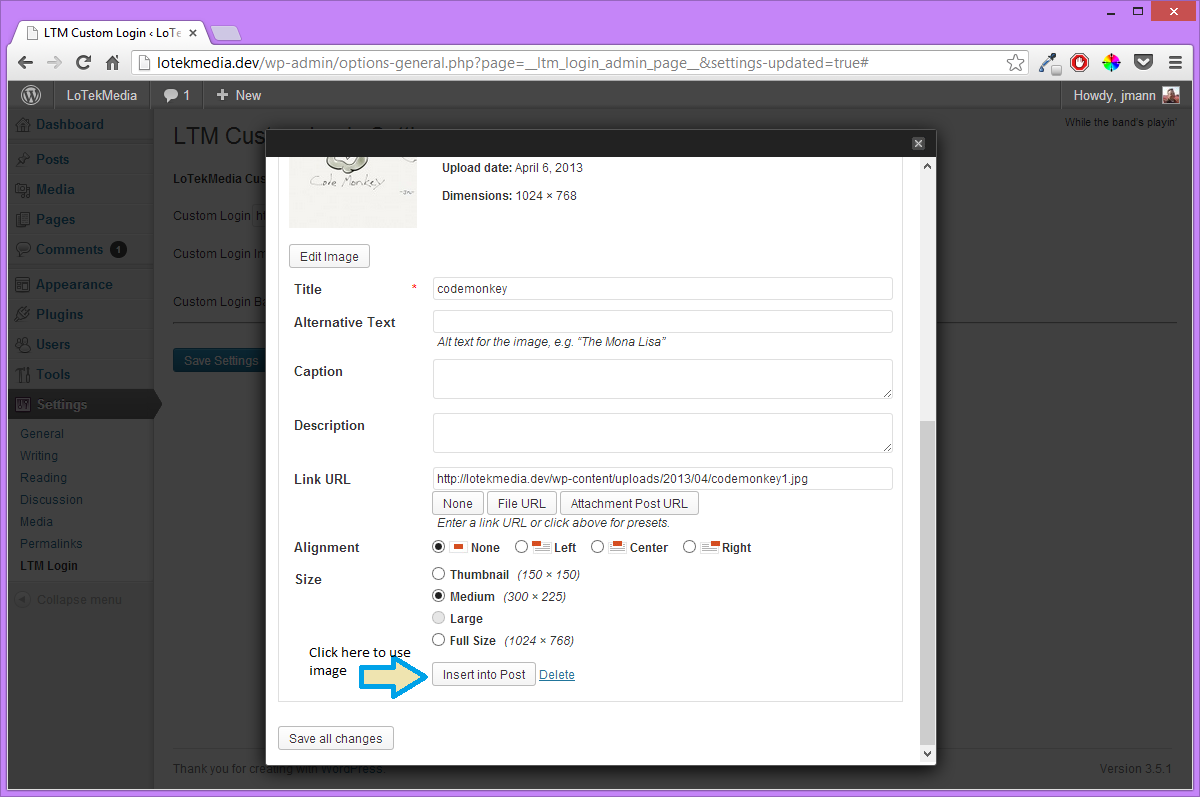 LTM Custom Login ‹ LoTe
lotekmedia.dev/wp-admin/options-general.php?page=__ltm_login_admin_page__&settings-updated=true#
LoTekMedia 1 + New Howdy, jmann
While the band's playin'
Dashboard
Posts
Media
Pages
Comments 1
Appearance
Plugins
Users
Tools
Settings
General
Writing
Reading
Discussion
Media
Permalinks
LTM Login
Collapse menu
LTM Cus
LoTekMedia Cus
Custom Login
Custom Login Im
Custom Login Ba
Save Settings
Code Monkey
Upload date: April 6, 2013
Dimensions: 1024 × 768
Edit Image
Title * codemonkey
Alternative Text
Alt text for the image, e.g. “The Mona Lisa”
Caption
Description
Link URL http://lotekmedia.dev/wp-content/uploads/2013/04/codemonkey1.jpg
None File URL Attachment Post URL
Enter a link URL or click above for presets.
Alignment None Left Center Right
Size Thumbnail (150 × 150)
Medium (300 × 225)
Large
Full Size (1024 × 768)
Click here to use
image
Insert into Post Delete
Save all changes
Thank you for creating with WordPress.
Version 3.5.1